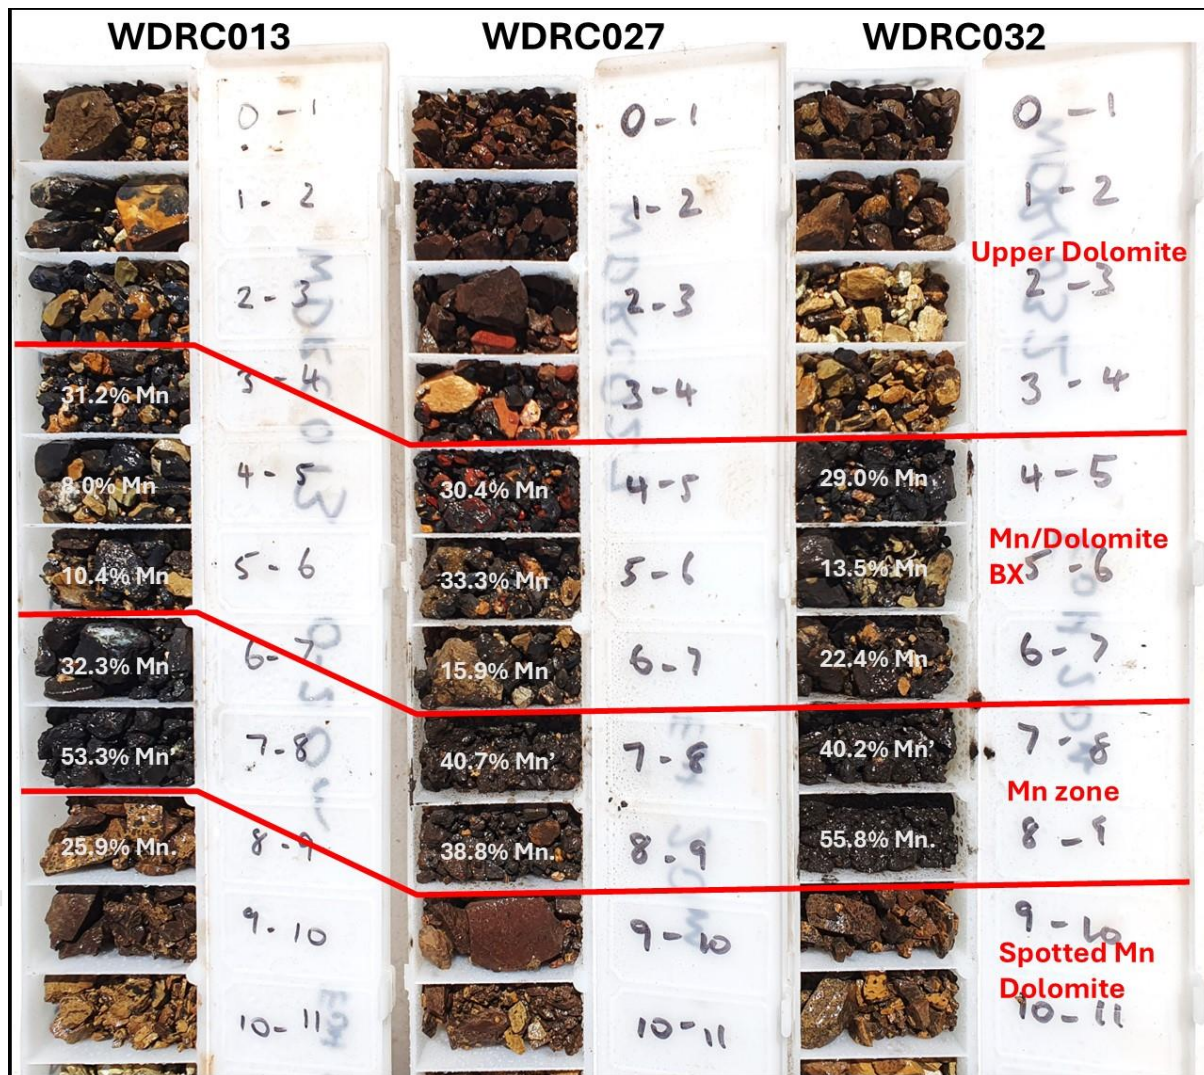 WDRC013
WDRC027
WDRC032
0-1
1-2
2-3
3-4
31.2% Mn
4-5
8.0% Mn
5-6
10.4% Mn
6-7
32.3% Mn
7-8
53.3% Mn
8-9
25.9% Mn.
9-10
10-11
EOH
0-1
1-2
2-3
3-4
4-5
30.4% Mn
5-6
33.3% Mn
6-7
15.9% Mn
7-8
40.7% Mn
8-9
38.8% Mn.
9-10
10-11
0-1
1-2
Upper Dolomite
2-3
3-4
4-5
29.0% Mn
Mn/Dolomite
BX
5-6
13.5% Mn
6-7
22.4% Mn
7-8
40.2% Mn
Mn zone
8-9
55.8% Mn.
9-10
Spotted Mn
Dolomite
10-11